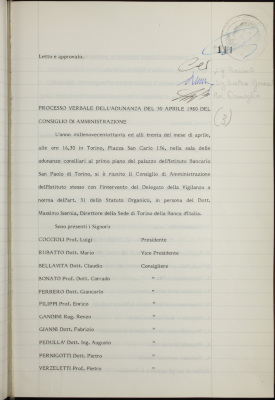 Letto e approvato.
111
(3)
PROCESSO VERBALE DELL'ADUNANZA DEL 30 APRILE 1980 DEL
CONSIGLIO DI AMMINISTRAZIONE
L'anno millenovecentottanta ed alli trenta del mese di aprile,
alle ore 14,30 in Torino, Piazza San Carlo 156, nella sala delle
adunanze consiliari al primo piano del palazzo dell'Istituto Bancario
San Paolo di Torino, si è riunito il Consiglio di Amministrazione
dell'Istituto stesso con l'intervento del Delegato della Vigilanza a
norma dell'art. 31 dello Statuto Organico, in persona del Dott.
Massimo Isernia, Direttore della Sede di Torino della Banca d'Italia.
Sono presenti i Signori
COCCIOLI Prof. Luigi Presidente
RUBATTO Dott. Mario Vice Presidente
BELLAVITA Dott. Claudio Consigliere
BONATO Prof. Dott. Corrado "
FERRERO Dott. Giancarlo "
FILIPPI Prof. Enrico "
GANDINI Rag. Renzo "
GIANNI Dott. Fabrizio "
PEDULLA' Dott. Ing. Augusto "
PERNIGOTTI Dott. Pietro "
VERZELETTI Prof. Pietro "